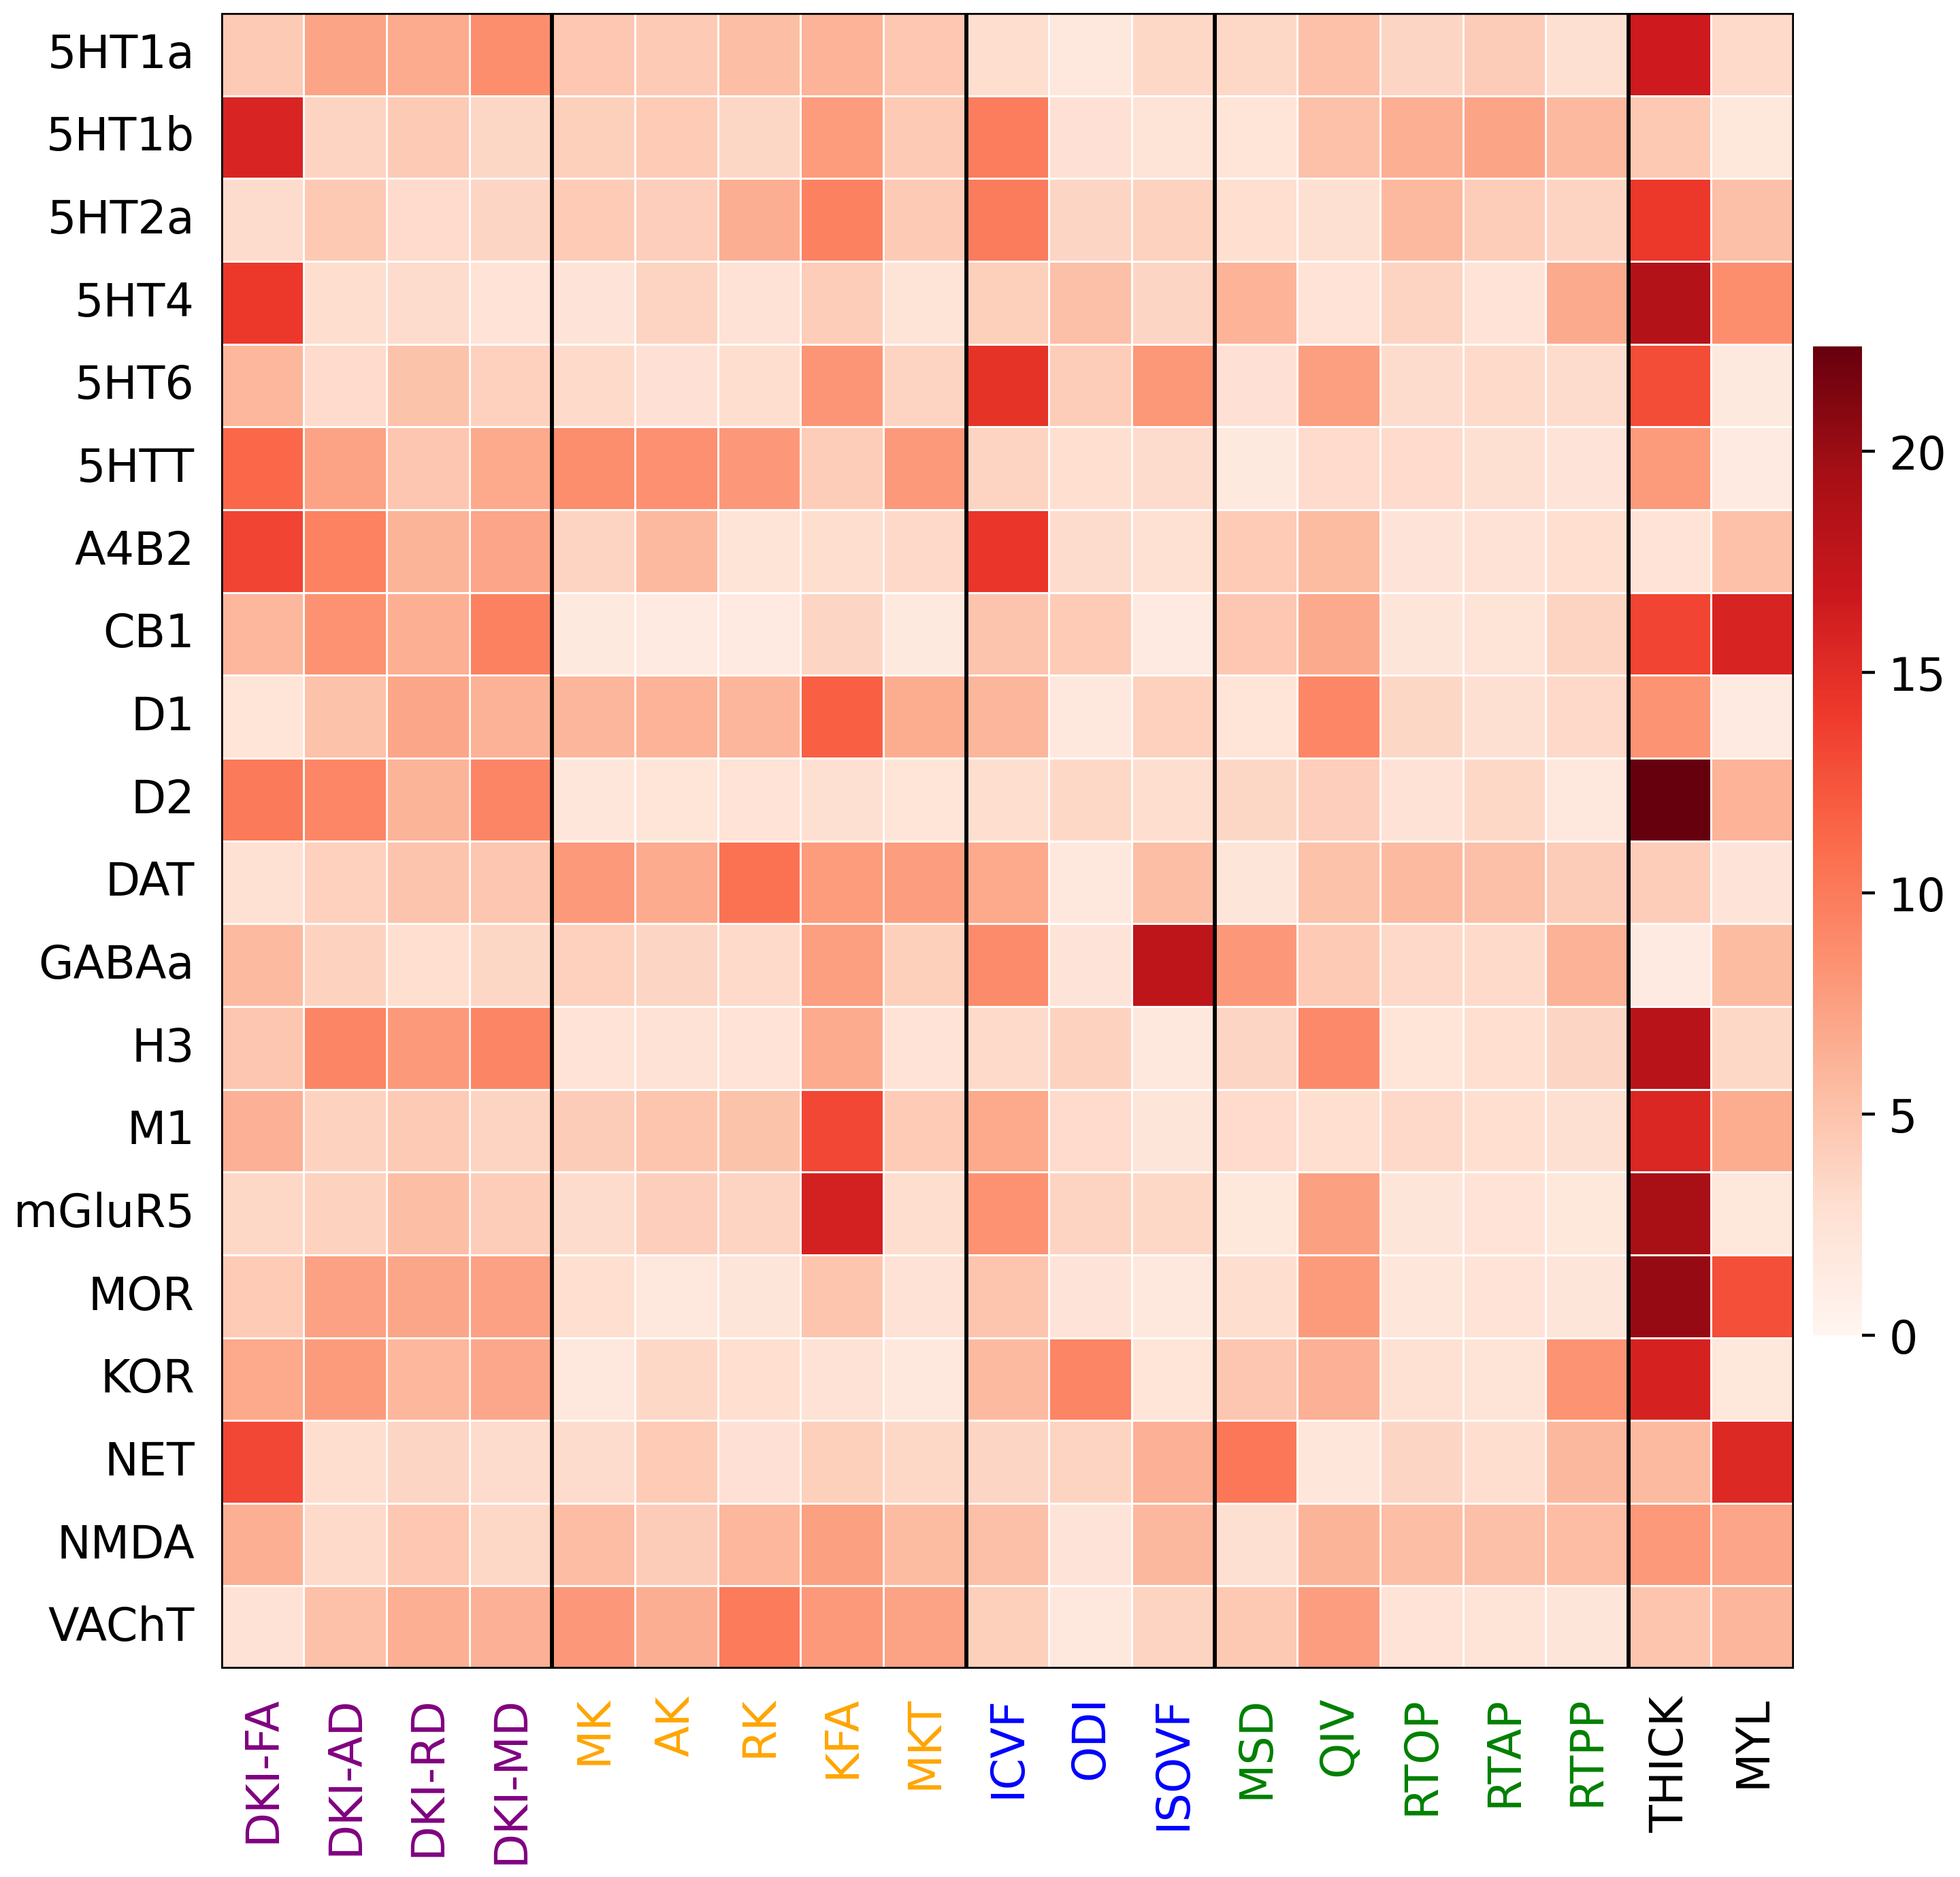 5HT1a
5HT1b
5HT2a
5HT4
5HT6
5HTT
A4B2
CB1
D1
D2
DAT
GABAa
H3
M1
mGluR5
MOR
KOR
NET
NMDA
VAChT
DKI-FA
DKI-AD
DKI-RD
DKI-MD
MK
AK
RK
KFA
MKT
ICVF
ODI
ISOVF
MSD
QIV
RTOP
RTAP
RTPP
THICK
MYL
20
15
10
5
0